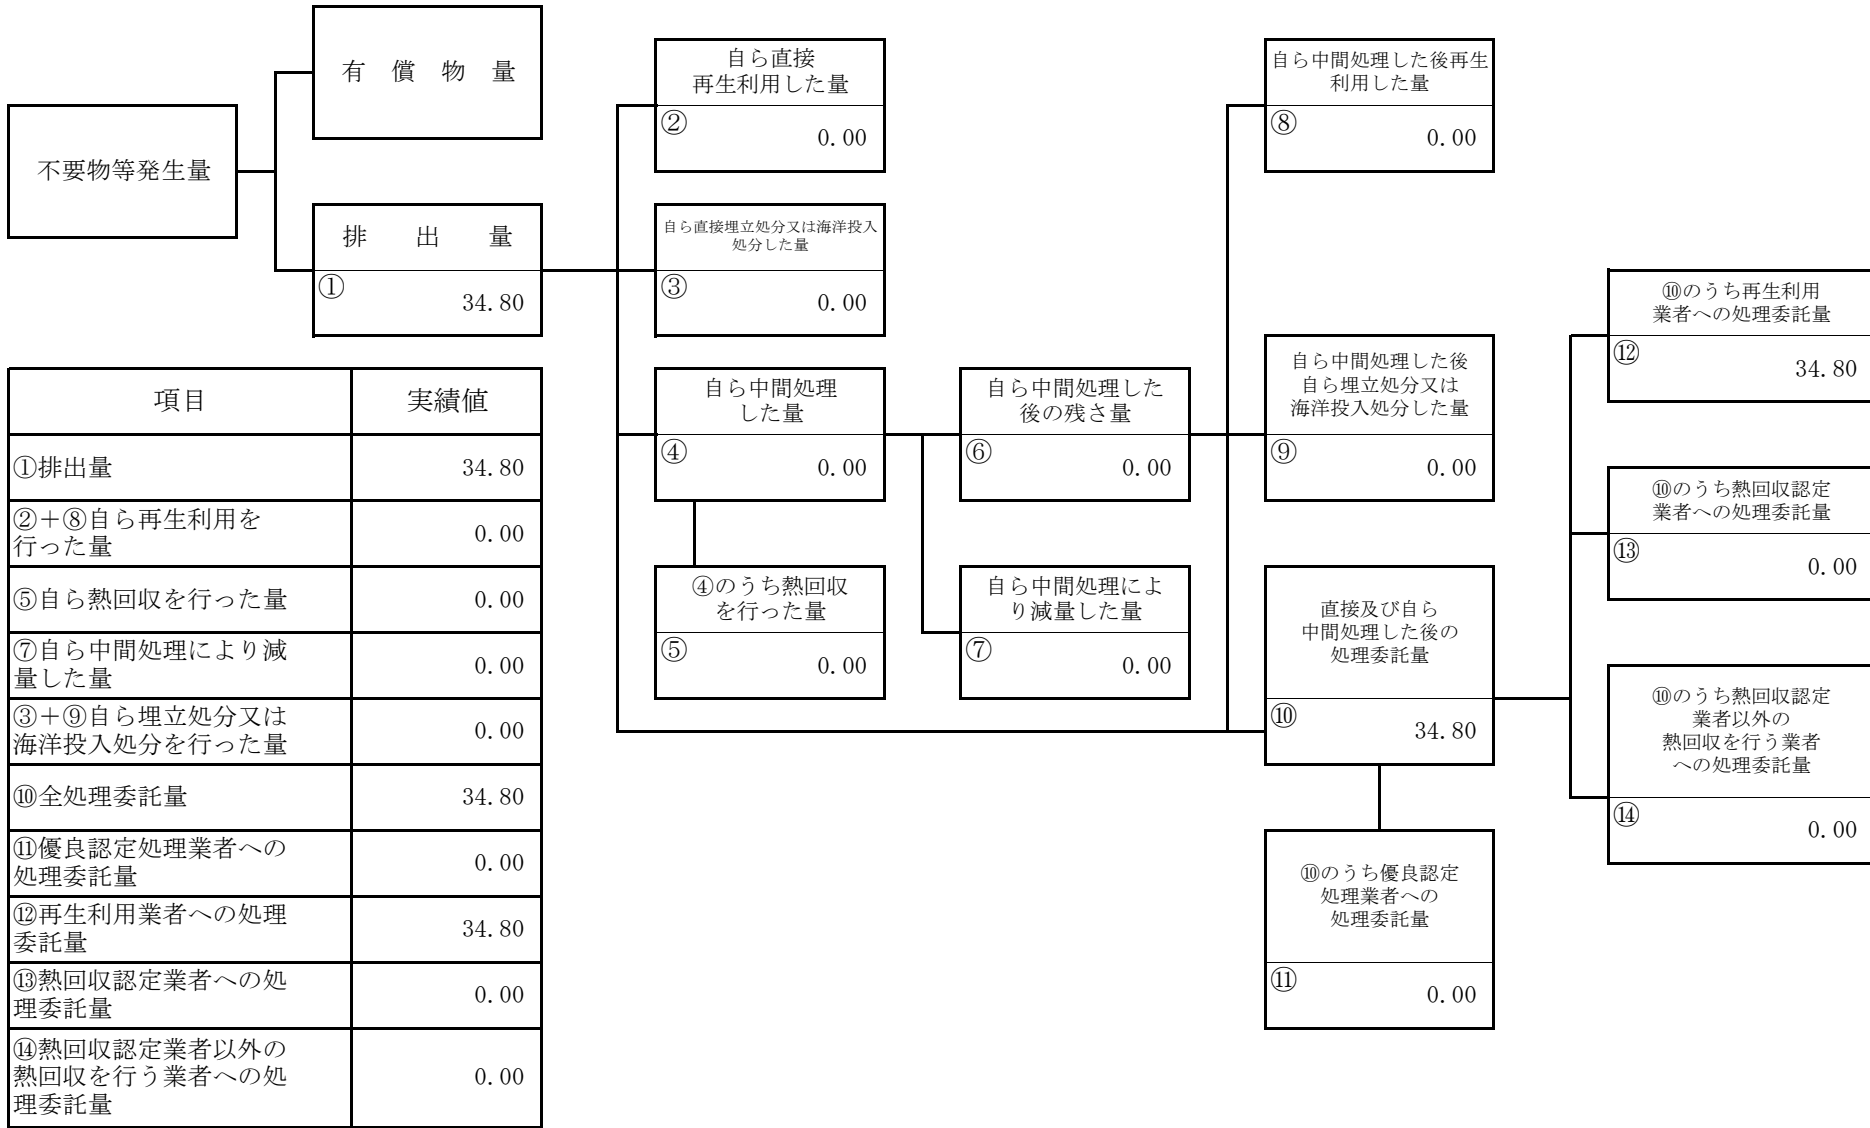 不要物等発生量
有償物量
排出量
①
34.80
自ら直接
再生利用した量
②
0.00
自ら直接埋立処分又は海洋投入
処分した量
③
0.00
自ら中間処理
した量
④
0.00
④のうち熱回収
を行った量
⑤
0.00
自ら中間処理した
後の残さ量
⑥
0.00
自ら中間処理によ
り減量した量
⑦
0.00
自ら中間処理した後再生
利用した量
⑧
0.00
自ら中間処理した後
自ら埋立処分又は
海洋投入処分した量
⑨
0.00
直接及び自ら
中間処理した後の
処理委託量
⑩
34.80
⑩のうち優良認定
処理業者への
処理委託量
⑪
0.00
⑩のうち再生利用
業者への処理委託量
⑫
34.80
⑩のうち熱回収認定
業者への処理委託量
⑬
0.00
⑩のうち熱回収認定
業者以外の
熱回収を行う業者
への処理委託量
⑭
0.00
項目 実績値
①排出量 34.80
②+⑧自ら再生利用を
行った量 0.00
⑤自ら熱回収を行った量 0.00
⑦自ら中間処理により減
量した量 0.00
③+⑨自ら埋立処分又は
海洋投入処分を行った量 0.00
⑩全処理委託量 34.80
⑪優良認定処理業者への
処理委託量 0.00
⑫再生利用業者への処理
委託量 34.80
⑬熱回収認定業者への処
理委託量 0.00
⑭熱回収認定業者以外の
熱回収を行う業者への処
理委託量 0.00